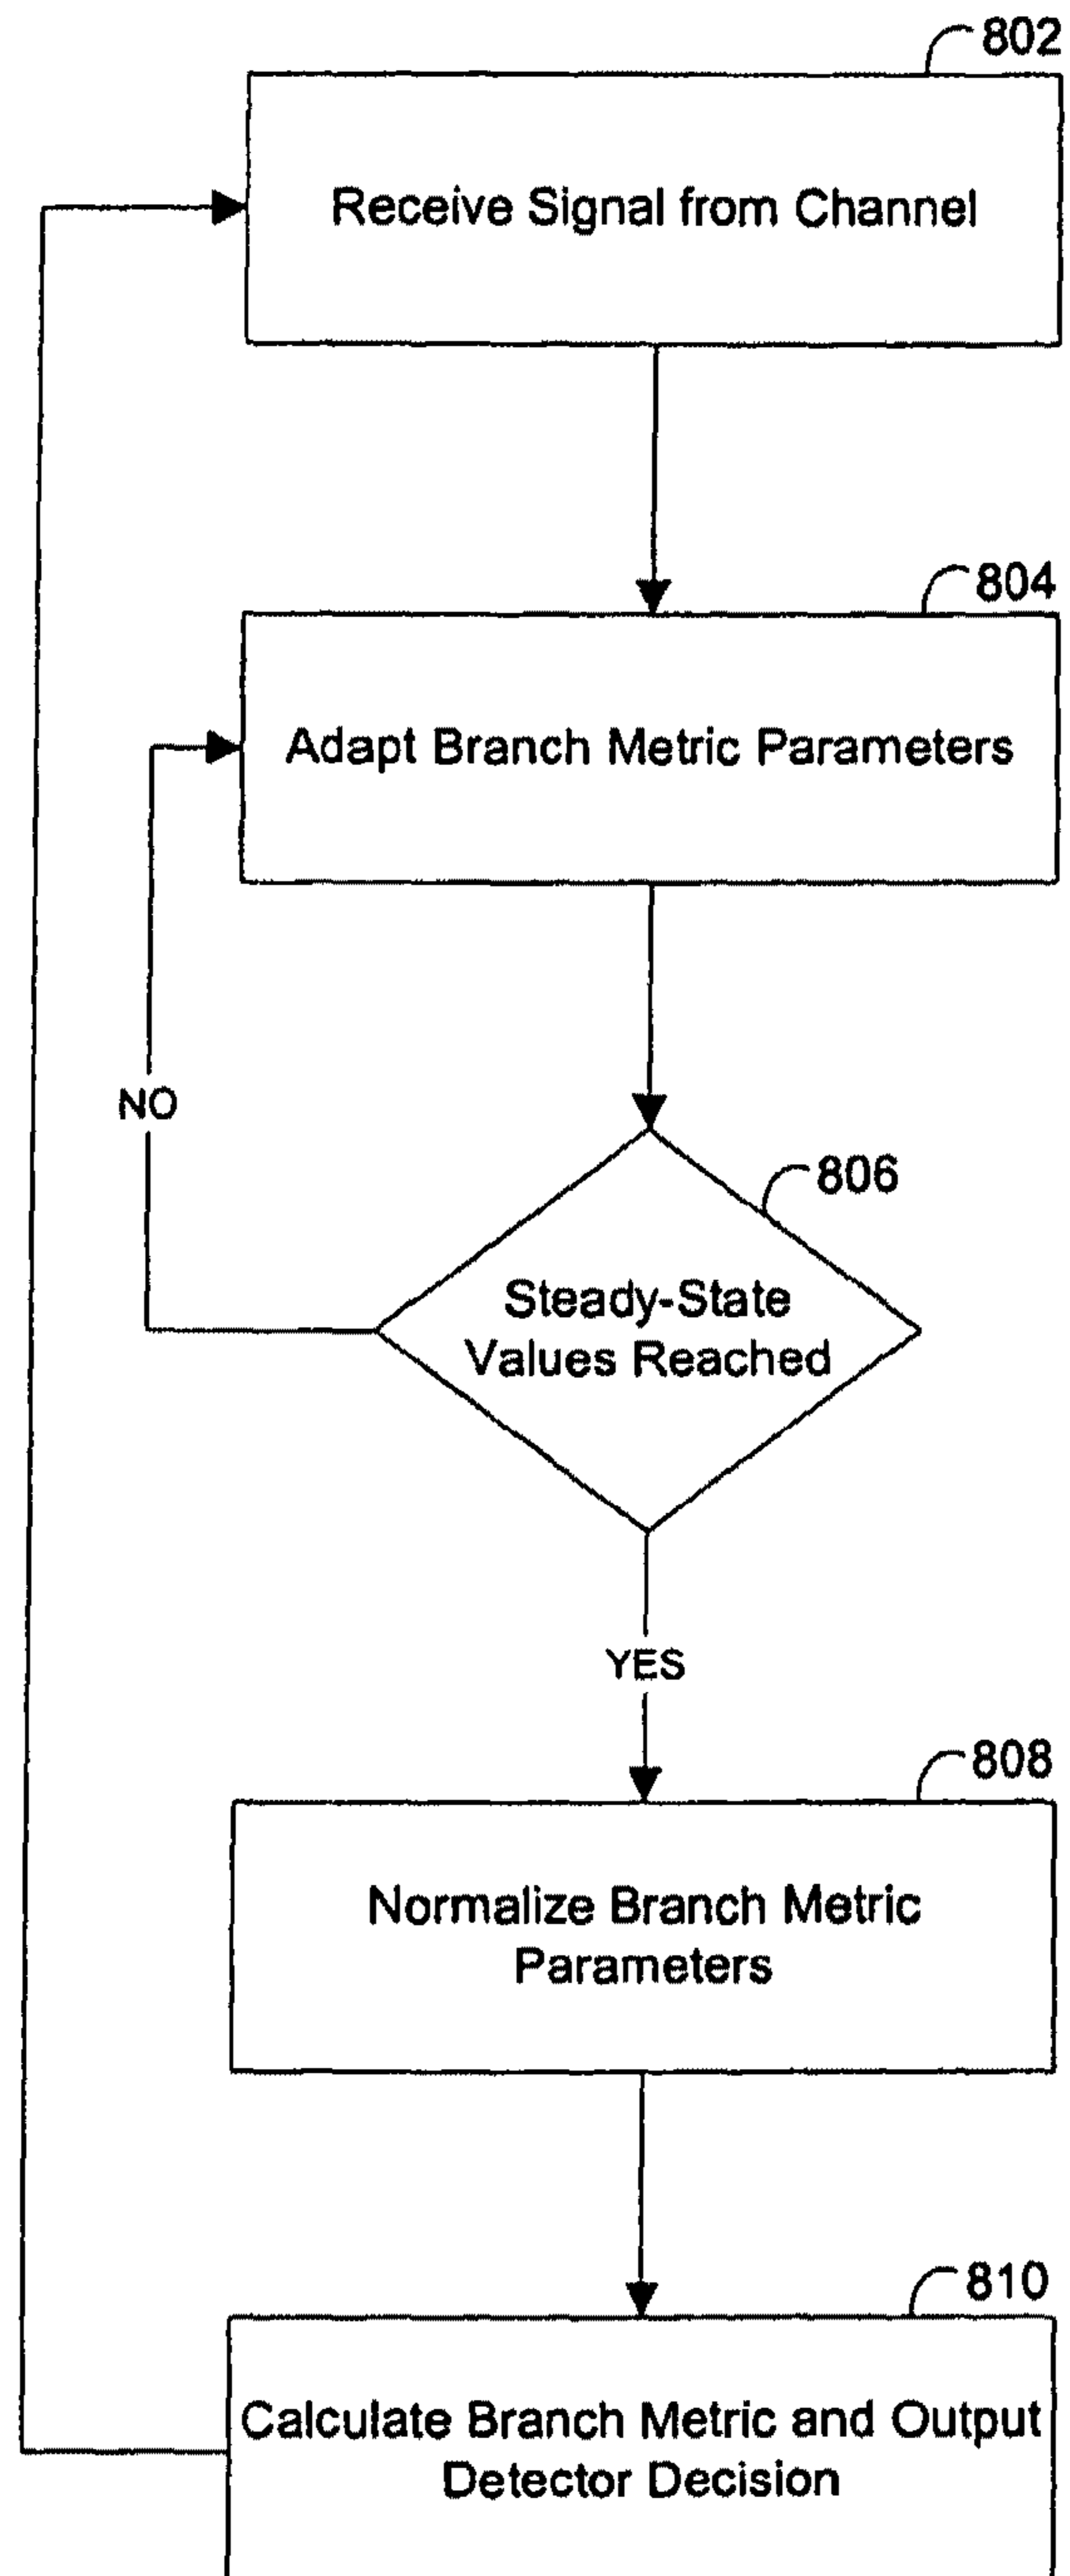 802
Receive Signal from Channel
804
Adapt Branch Metric Parameters
NO
806
Steady-State
Values Reached
YES
808
Normalize Branch Metric
Parameters
810
Calculate Branch Metric and Output
Detector Decision